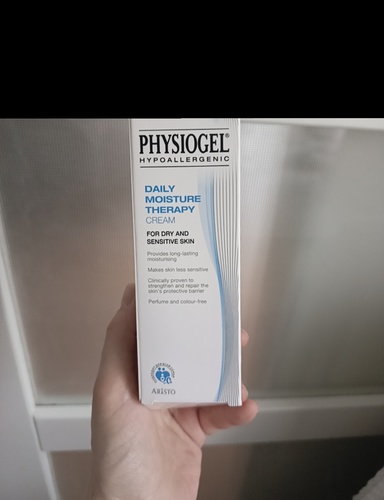 PHYSIOGEL®
HYPOALLERGENIC
DAILY
MOISTURE
THERAPY
CREAM
FOR DRY AND
SENSITIVE SKIN
Provides long-lasting
moisturising
Makes skin less sensitive
Clinically proven to
strengthen and repair the
skin's protective barrier
Perfume and colour-free
ARISTO